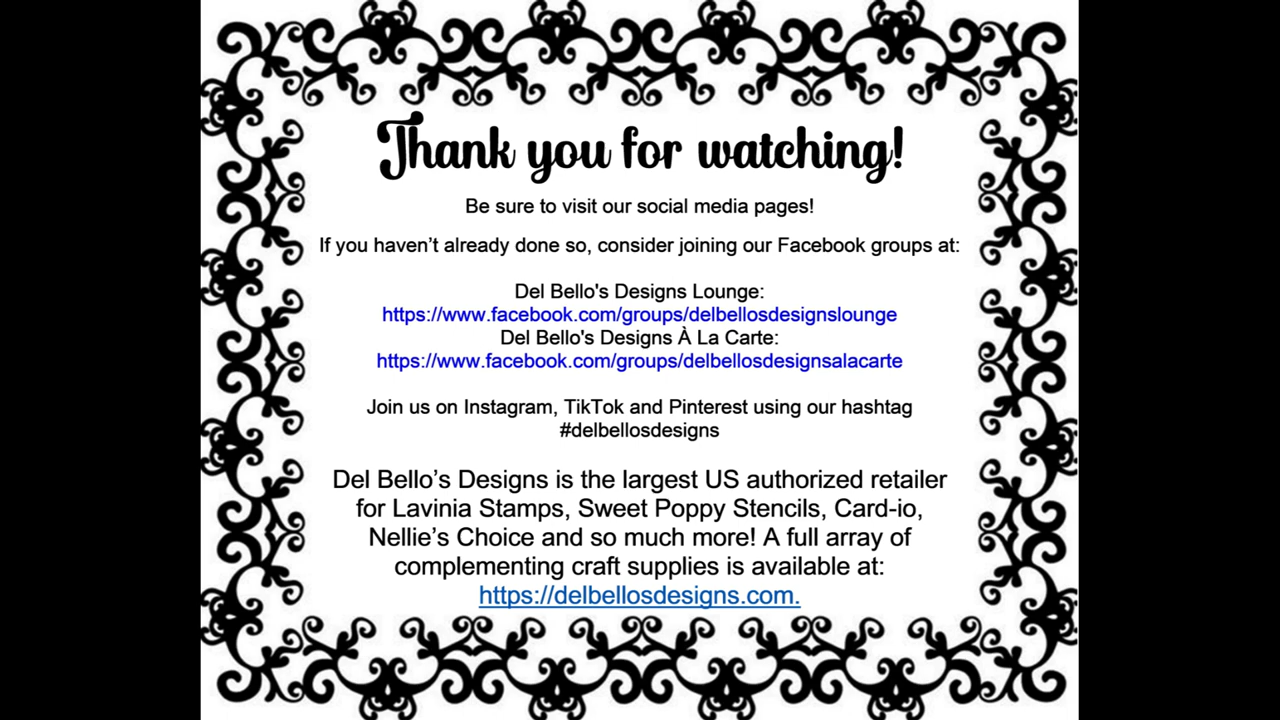 Thank you for watching!
Be sure to visit our social media pages!
If you haven’t already done so, consider joining our Facebook groups at:
Del Bello's Designs Lounge:
https://www.facebook.com/groups/delbellosdesignslounge
Del Bello's Designs À La Carte:
https://www.facebook.com/groups/delbellosdesignsalacarte
Join us on Instagram, TikTok and Pinterest using our hashtag
#delbellosdesigns
Del Bello’s Designs is the largest US authorized retailer
for Lavinia Stamps, Sweet Poppy Stencils, Card-io,
Nellie’s Choice and so much more! A full array of
complementing craft supplies is available at:
https://delbellosdesigns.com.